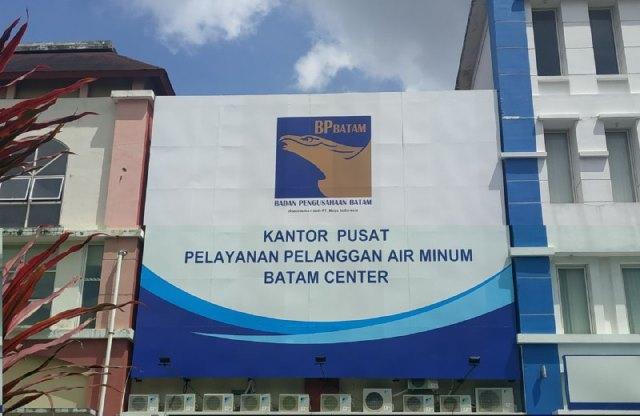 BP BATAM
BADAN PENGUSAHAAN BATAM
KANTOR PUSAT
PELAYANAN PELANGGAN AIR MINUM
BATAM CENTER